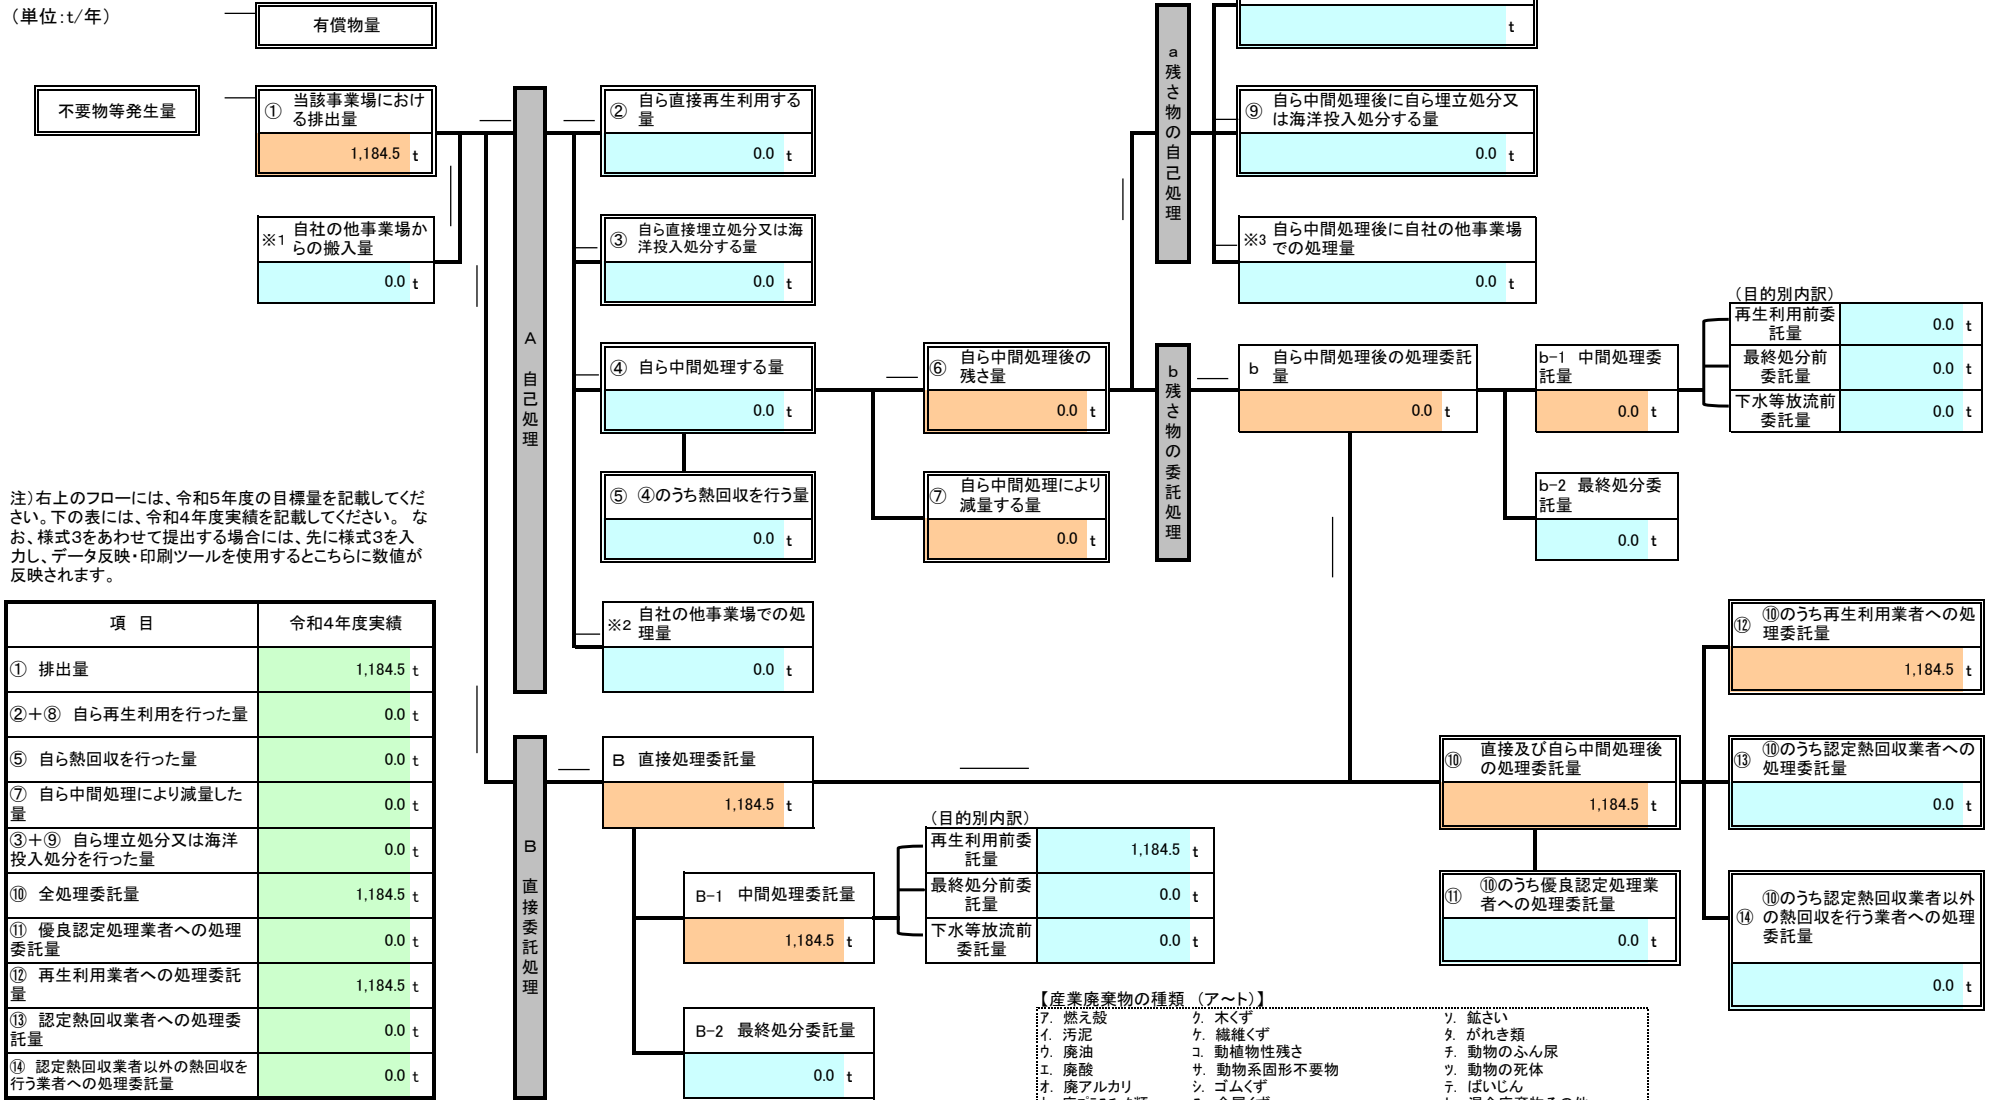 （単位：t/年）
有償物量
t
不要物等発生量
① 当該事業場におけ
る排出量
1,184.5 t
※1 自社の他事業場か
らの搬入量
0.0 t
A 自己処理
② 自ら直接再生利用する
量
0.0 t
③ 自ら直接埋立処分又は海
洋投入処分する量
0.0 t
④ 自ら中間処理する量
0.0 t
⑤ ④のうち熱回収を行う量
0.0 t
※2 自社の他事業場での処
理量
0.0 t
⑥ 自ら中間処理後の
残さ量
0.0 t
⑦ 自ら中間処理により
減量する量
0.0 t
a 残さ物の自己処理
⑨ 自ら中間処理後に自ら埋立処分又
は海洋投入処分する量
0.0 t
※3 自ら中間処理後に自社の他事業場
での処理量
0.0 t
b 残さ物の委託処理
b 自ら中間処理後の処理委託
量
0.0 t
b-1 中間処理委
託量
0.0 t
（目的別内訳）
再生利用前委
託量
0.0 t
最終処分前
委託量
0.0 t
下水等放流前
委託量
0.0 t
b-2 最終処分委
託量
0.0 t
注）右上のフローには、令和5年度の目標量を記載してくだ
さい。下の表には、令和4年度実績を記載してください。 な
お、様式3をあわせて提出する場合には、先に様式3を入
力し、データ反映・印刷ツールを使用するとこちらに数値が
反映されます。
項 目 令和4年度実績
① 排出量 1,184.5 t
②＋⑧ 自ら再生利用を行った量 0.0 t
⑤ 自ら熱回収を行った量 0.0 t
⑦ 自ら中間処理により減量した
量 0.0 t
③＋⑨ 自ら埋立処分又は海洋
投入処分を行った量 0.0 t
⑩ 全処理委託量 1,184.5 t
⑪ 優良認定処理業者への処理
委託量 0.0 t
⑫ 再生利用業者への処理委託
量 1,184.5 t
⑬ 認定熱回収業者への処理委
託量 0.0 t
⑭ 認定熱回収業者以外の熱回収を
行う業者への処理委託量 0.0 t
B 直接委託処理
B 直接処理委託量
1,184.5 t
B-1 中間処理委託量
1,184.5 t
（目的別内訳）
再生利用前委
託量
1,184.5 t
最終処分前委
託量
0.0 t
下水等放流前
委託量
0.0 t
B-2 最終処分委託量
0.0 t
⑩ 直接及び自ら中間処理後
の処理委託量
1,184.5 t
⑪ ⑩のうち優良認定処理業
者への処理委託量
0.0 t
⑫ ⑩のうち再生利用業者への処
理委託量
1,184.5 t
⑬ ⑩のうち認定熱回収業者への
処理委託量
0.0 t
⑭ ⑩のうち認定熱回収業者以外
の熱回収を行う業者への処理
委託量
0.0 t
【産業廃棄物の種類 （ア～ト）】
ｱ. 燃え殻 ｸ. 木くず ｿ. 鉱さい
ｲ. 汚泥 ｹ. 繊維くず ﾀ. がれき類
ｳ. 廃油 ｺ. 動植物性残さ ﾁ. 動物のふん尿
ｴ. 廃酸 ｻ. 動物系固形不要物 ﾂ. 動物の死体
ｵ. 廃アルカリ ｼ. ゴムくず ﾃ. ばいじん